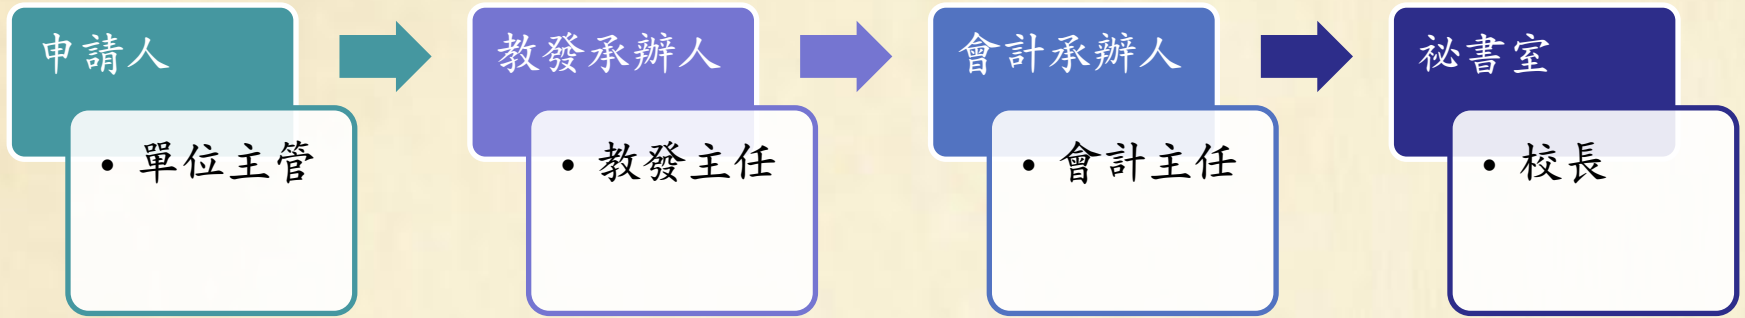 申請人
• 單位主管
教發承辦人
• 教發主任
會計承辦人
• 會計主任
祕書室
• 校長